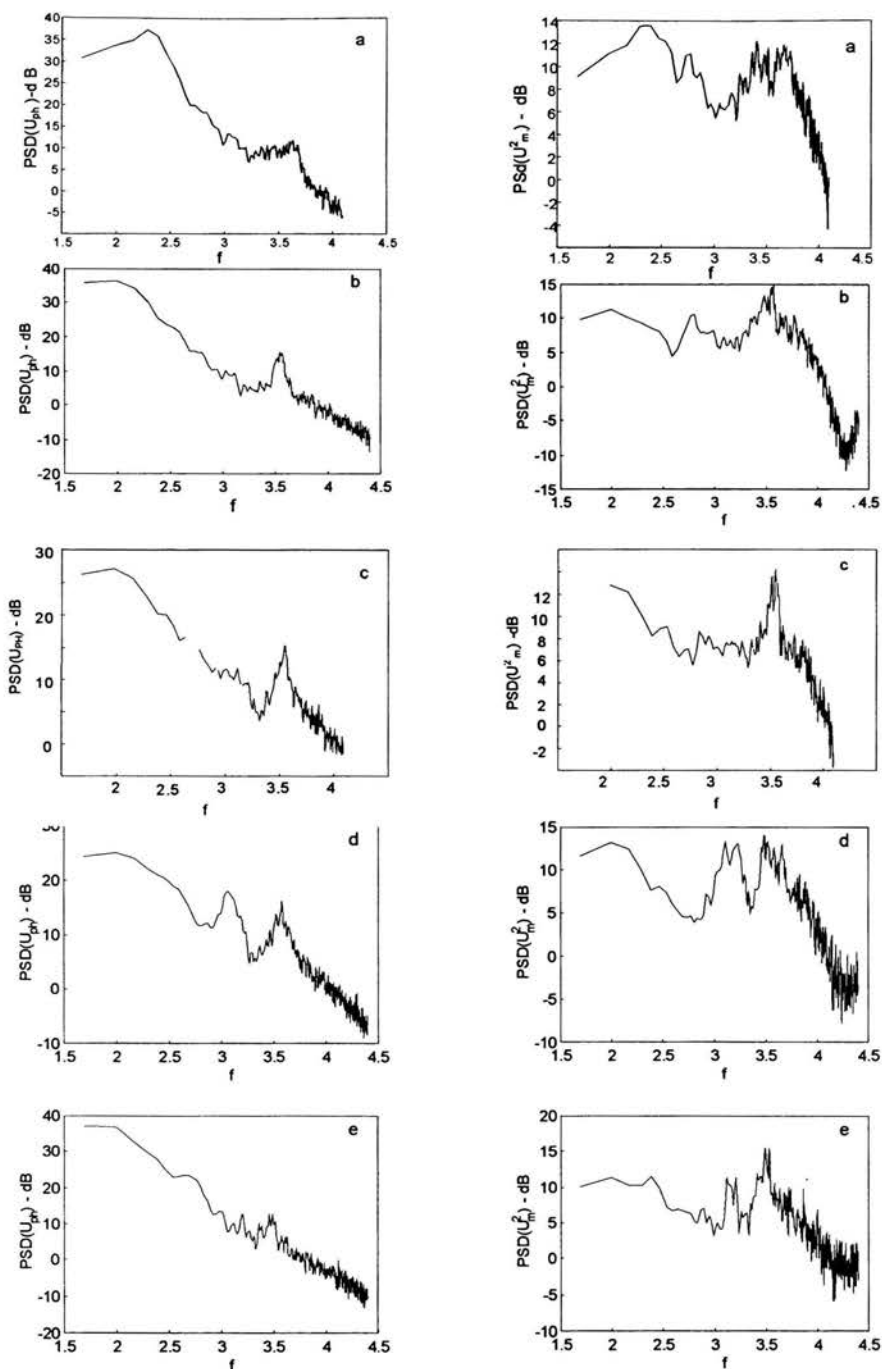 a
PSD(Uph)-d B
40
35
30
25
20
15
10
5
0
-5
1.5 2 2.5 3 3.5 4 4.5
f
a
PSd(U²m) - dB
14
12
10
8
6
4
2
0
-2
-4
1.5 2 2.5 3 3.5 4 4.5
f
b
PSD(Uph) - dB
40
30
20
10
0
-10
-20
1.5 2 2.5 3 3.5 4 4.5
f
b
PSD(U²m) - dB
15
10
5
0
-5
-10
-15
1.5 2 2.5 3 3.5 4 .4.5
f
c
PSD(UPH) - dB
30
20
10
0
2 2.5 3 3.5 4
f
c
PSD(U²m) -dB
12
10
8
6
4
2
0
-2
2 2.5 3 3.5 4
f
d
PSD(Uph) - dB
30
20
10
0
-10
1.5 2 2.5 3 3.5 4 4.5
f
d
PSD(U²m) - dB
15
10
5
0
-5
-10
1.5 2 2.5 3 3.5 4 4.5
f
e
PSD(Uph) - dB
40
30
20
10
0
-10
-20
1.5 2 2.5 3 3.5 4 4.5
f
e
PSD(U²m) - dB
20
15
10
5
0
-5
-10
1.5 2 2.5 3 3.5 4 4.5
f